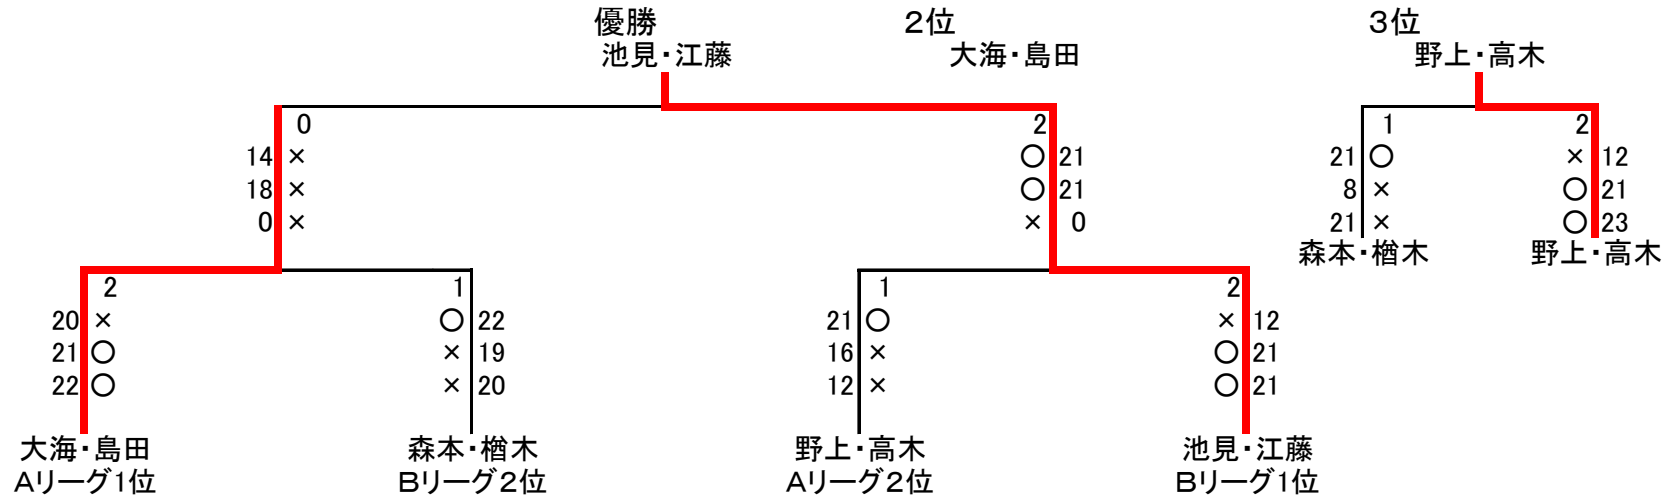 優勝 2位 3位
池見・江藤 大海・島田 野上・高木
0 2 1 2
14 × ○ 21 21 ○ × 12
18 × ○ 21 8 × ○ 21
0 × × 0 21 × ○ 23
森本・楢木 野上・高木
2 1 1 2
20 × ○ 22 21 ○ × 12
21 ○ × 19 16 × ○ 21
22 ○ × 20 12 × ○ 21
大海・島田 森本・楢木 野上・高木 池見・江藤
Aリーグ1位 Bリーグ2位 Aリーグ2位 Bリーグ1位